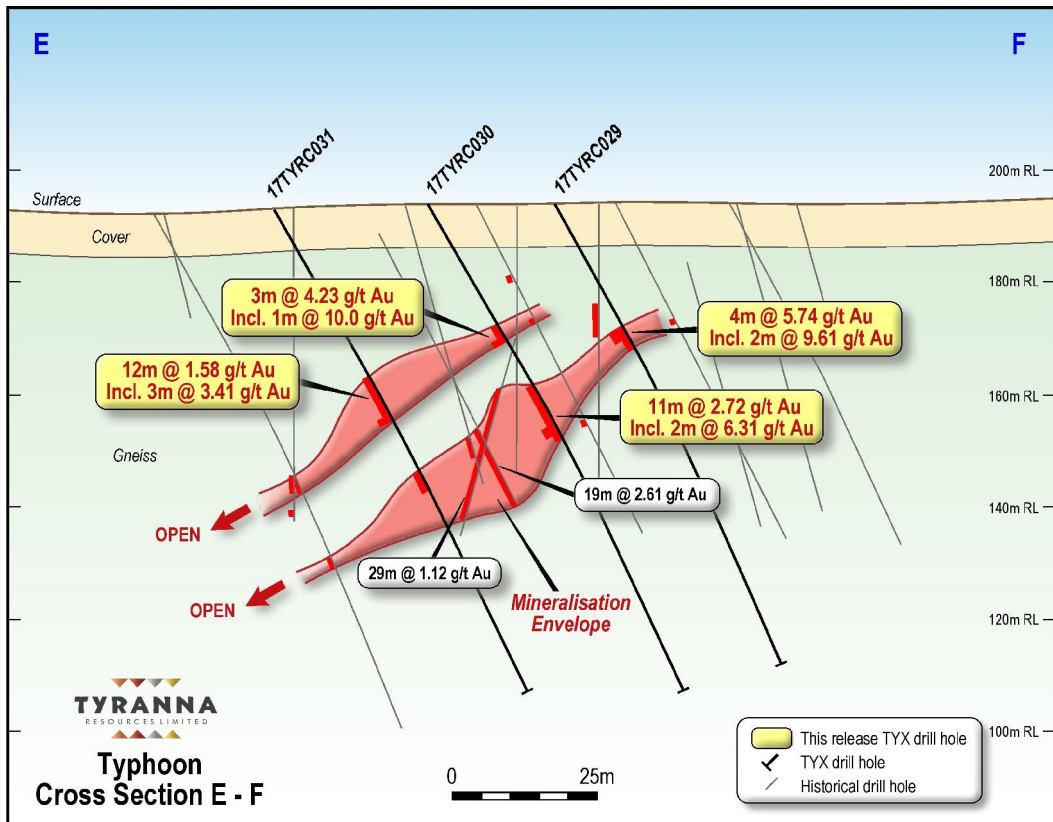 E
F
17TYRC031
17TYRC030
17TYRC029
200m RL
Surface
Cover
180m RL
3m @ 4.23 g/t Au
Incl. 1m @ 10.0 g/t Au
4m @ 5.74 g/t Au
Incl. 2m @ 9.61 g/t Au
12m @ 1.58 g/t Au
Incl. 3m @ 3.41 g/t Au
160m RL
11m @ 2.72 g/t Au
Incl. 2m @ 6.31 g/t Au
Gneiss
19m @ 2.61 g/t Au
140m RL
OPEN
29m @ 1.12 g/t Au
OPEN
Mineralisation
Envelope
120m RL
TYRANNA
RESOURCES LIMITED
Typhoon
Cross Section E - F
0
25m
100m RL
This release TYX drill hole
TYX drill hole
Historical drill hole